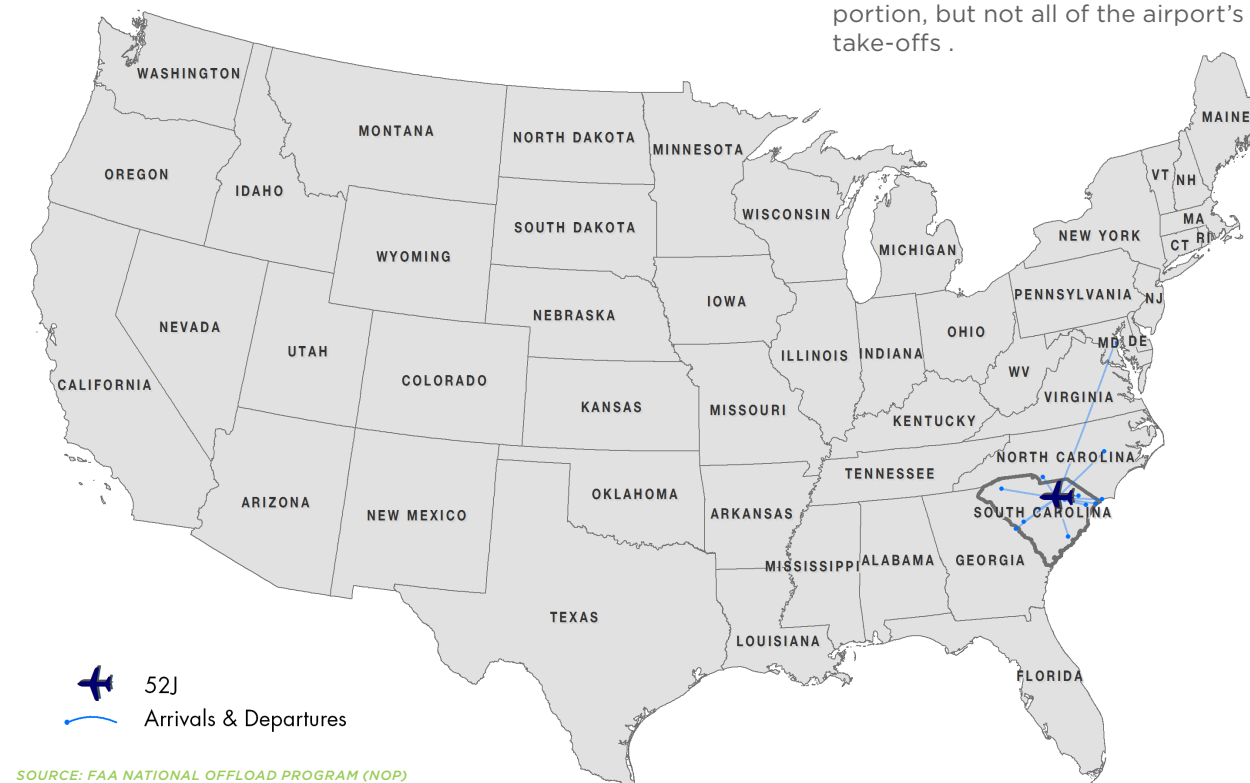 portion, but not all of the airport's
take-offs .
WASHINGTON
MONTANA
NORTH DAKOTA
MINNESOTA
MAINE
OREGON
IDAHO
VT
NH
SOUTH DAKOTA
WISCONSIN
MA
WYOMING
MICHIGAN
NEW YORK
CT
RI
NEVADA
NEBRASKA
IOWA
PENNSYLVANIA
NJ
UTAH
ILLINOIS
INDIANA
OHIO
MD
DE
CALIFORNIA
COLORADO
WV
KANSAS
MISSOURI
KENTUCKY
VIRGINIA
NORTH CAROLINA
TENNESSEE
ARIZONA
NEW MEXICO
OKLAHOMA
ARKANSAS
SOUTH CAROLINA
MISSISSIPPI
ALABAMA
GEORGIA
TEXAS
LOUISIANA
FLORIDA
52J
Arrivals & Departures
SOURCE: FAA NATIONAL OFFLOAD PROGRAM (NOP)